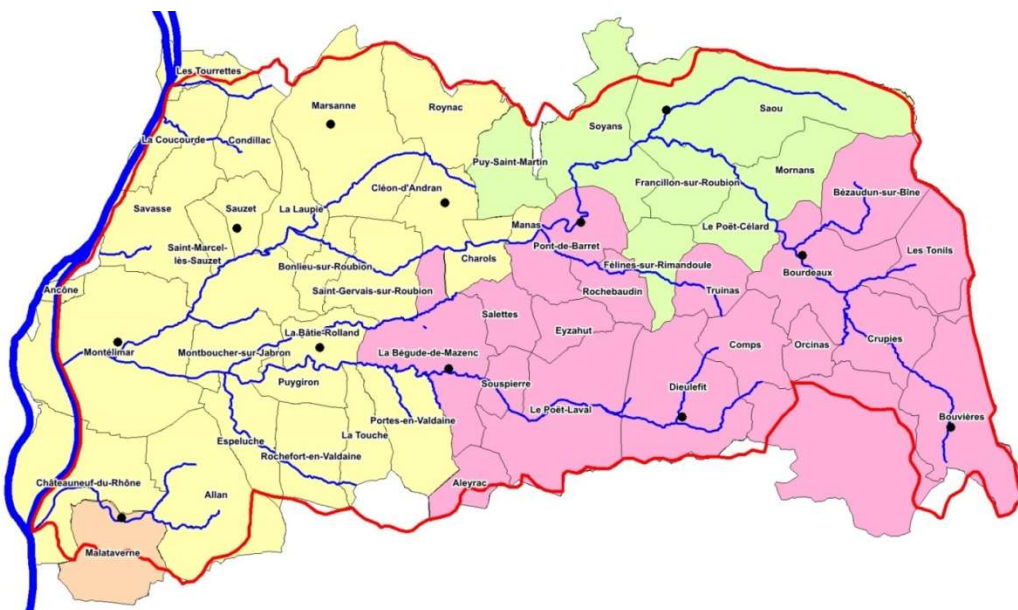 Les Tourrettes
Marsanne
Roynac
Saou
Soyans
La Coucourde
Condillac
Puy-Saint-Martin
Mornans
Francillon-sur-Roubion
Cléon-d'Andran
Bézaudun-sur-Bîne
Savasse
Sauzet
La Laupie
Manas
Le Poët-Célard
Pont-de-Barret
Saint-Marcel-
lès-Sauzet
Charols
Les Tonils
Bonlieu-sur-Roubion
Félines-sur-Rimandoule
Bourdeaux
Ancône
Saint-Gervais-sur-Roubion
Rochebaudin
Truinas
Salettes
La Bâtie-Rolland
Eyzahut
Crupies
Montélimar
Montboucher-sur-Jabron
La Bégude-de-Mazenc
Comps
Orcinas
Puygiron
Souspierre
Dieulefit
Le Poët-Laval
Bouvières
Portes-en-Valdaine
Espeluche
La Touche
Rochefort-en-Valdaine
Châteauneuf-du-Rhône
Aleyrac
Allan
Malataverne